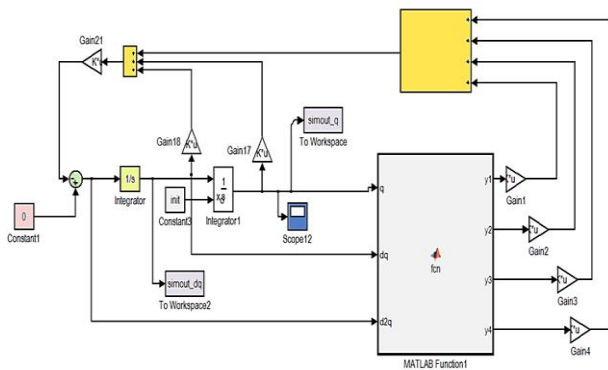 Gain21
K*u
Gain18
K*u
Gain17
K*u
simout_q
To Workspace
0
Constant1
1/s
Integrator
init
Constant3
1
s
Integrator1
Scope12
simout_dq
To Workspace2
q
dq
d2q
fcn
y1
y2
y3
y4
MATLAB Function1
*u
Gain1
*u
Gain2
*u
Gain3
*u
Gain4